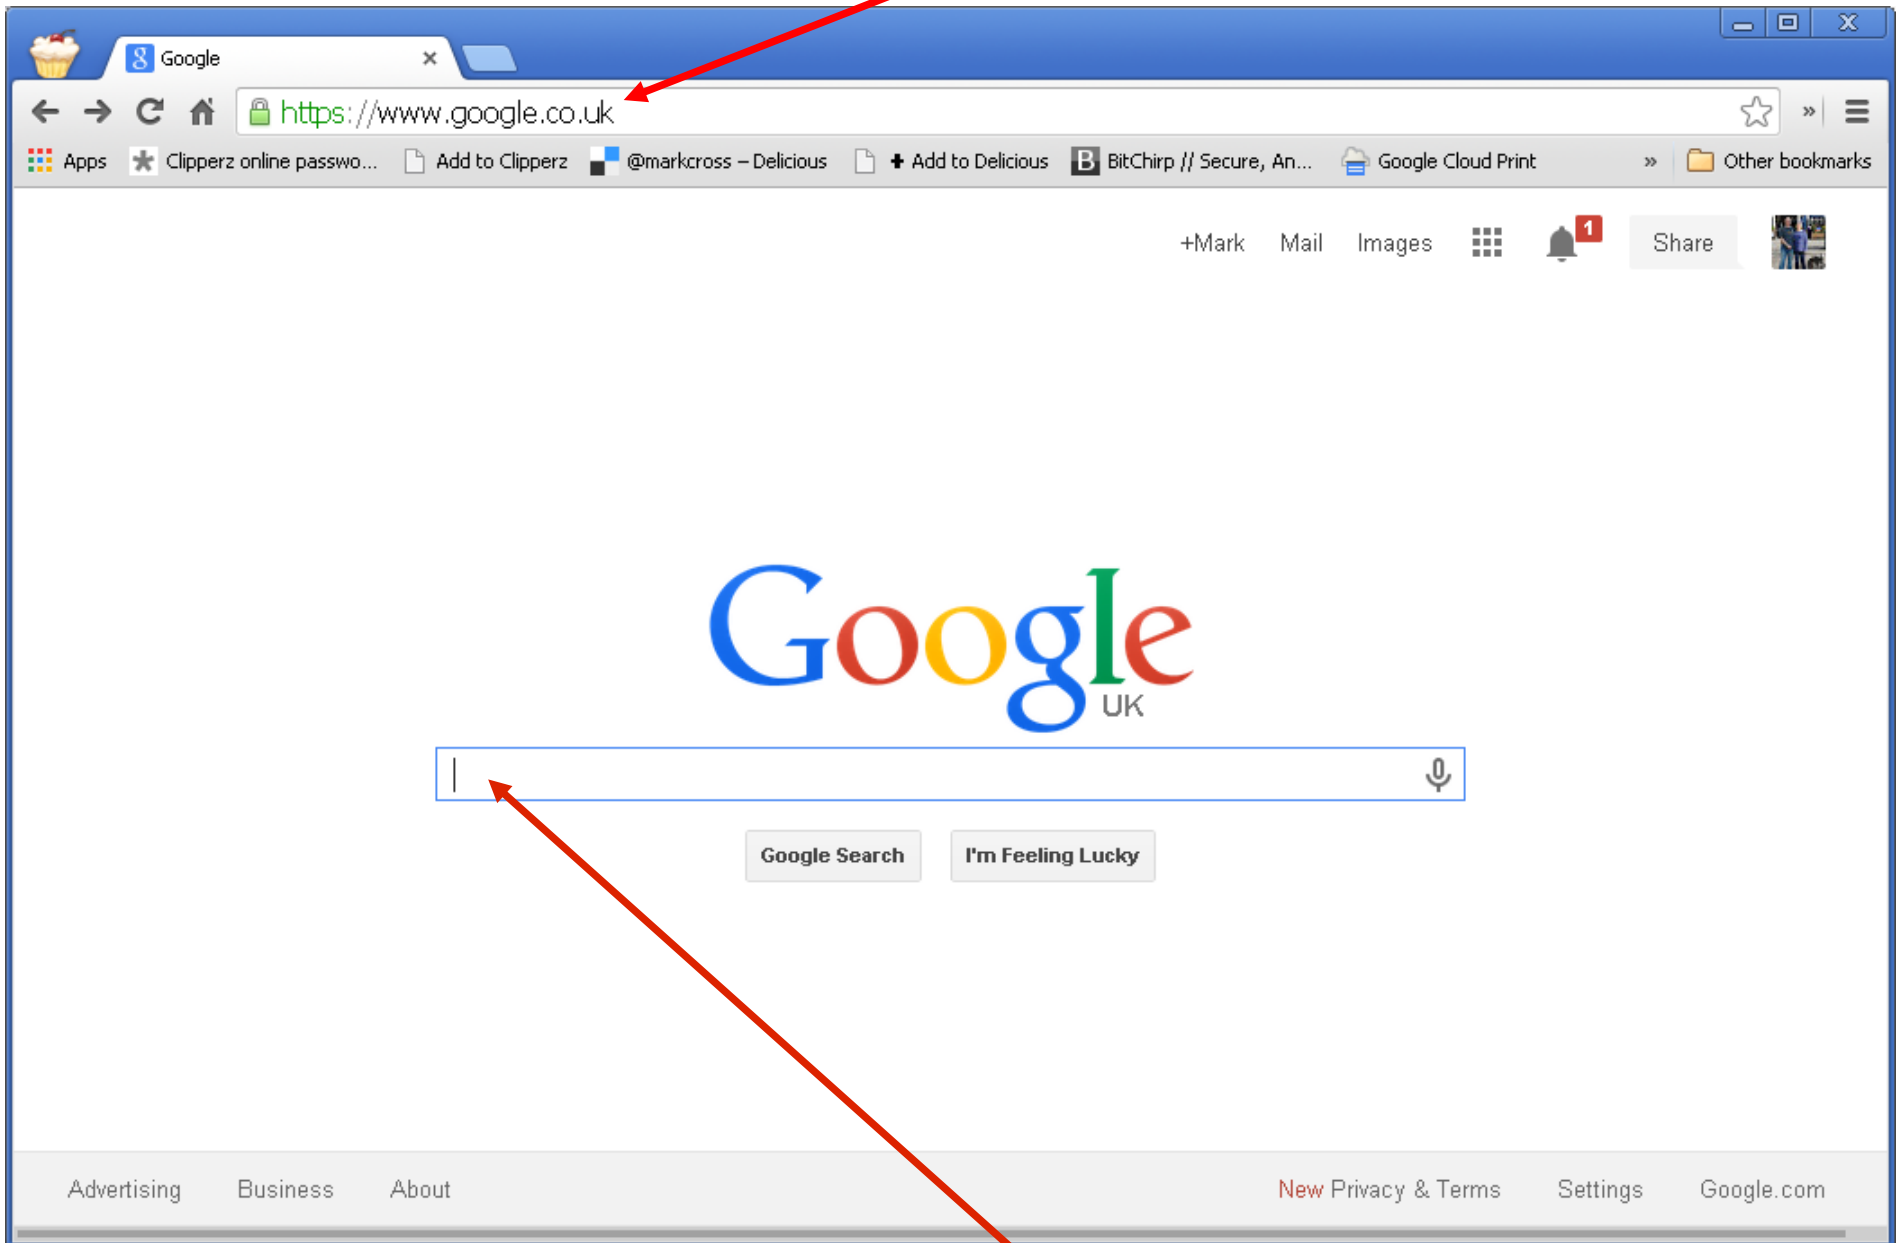 Google
https://www.google.co.uk
Apps Clipperz online passwo... Add to Clipperz @markcross – Delicious + Add to Delicious BitChirp // Secure, An... Google Cloud Print » Other bookmarks
+Mark Mail Images 1 Share
Google
UK
Google Search I'm Feeling Lucky
Advertising Business About New Privacy & Terms Settings Google.com